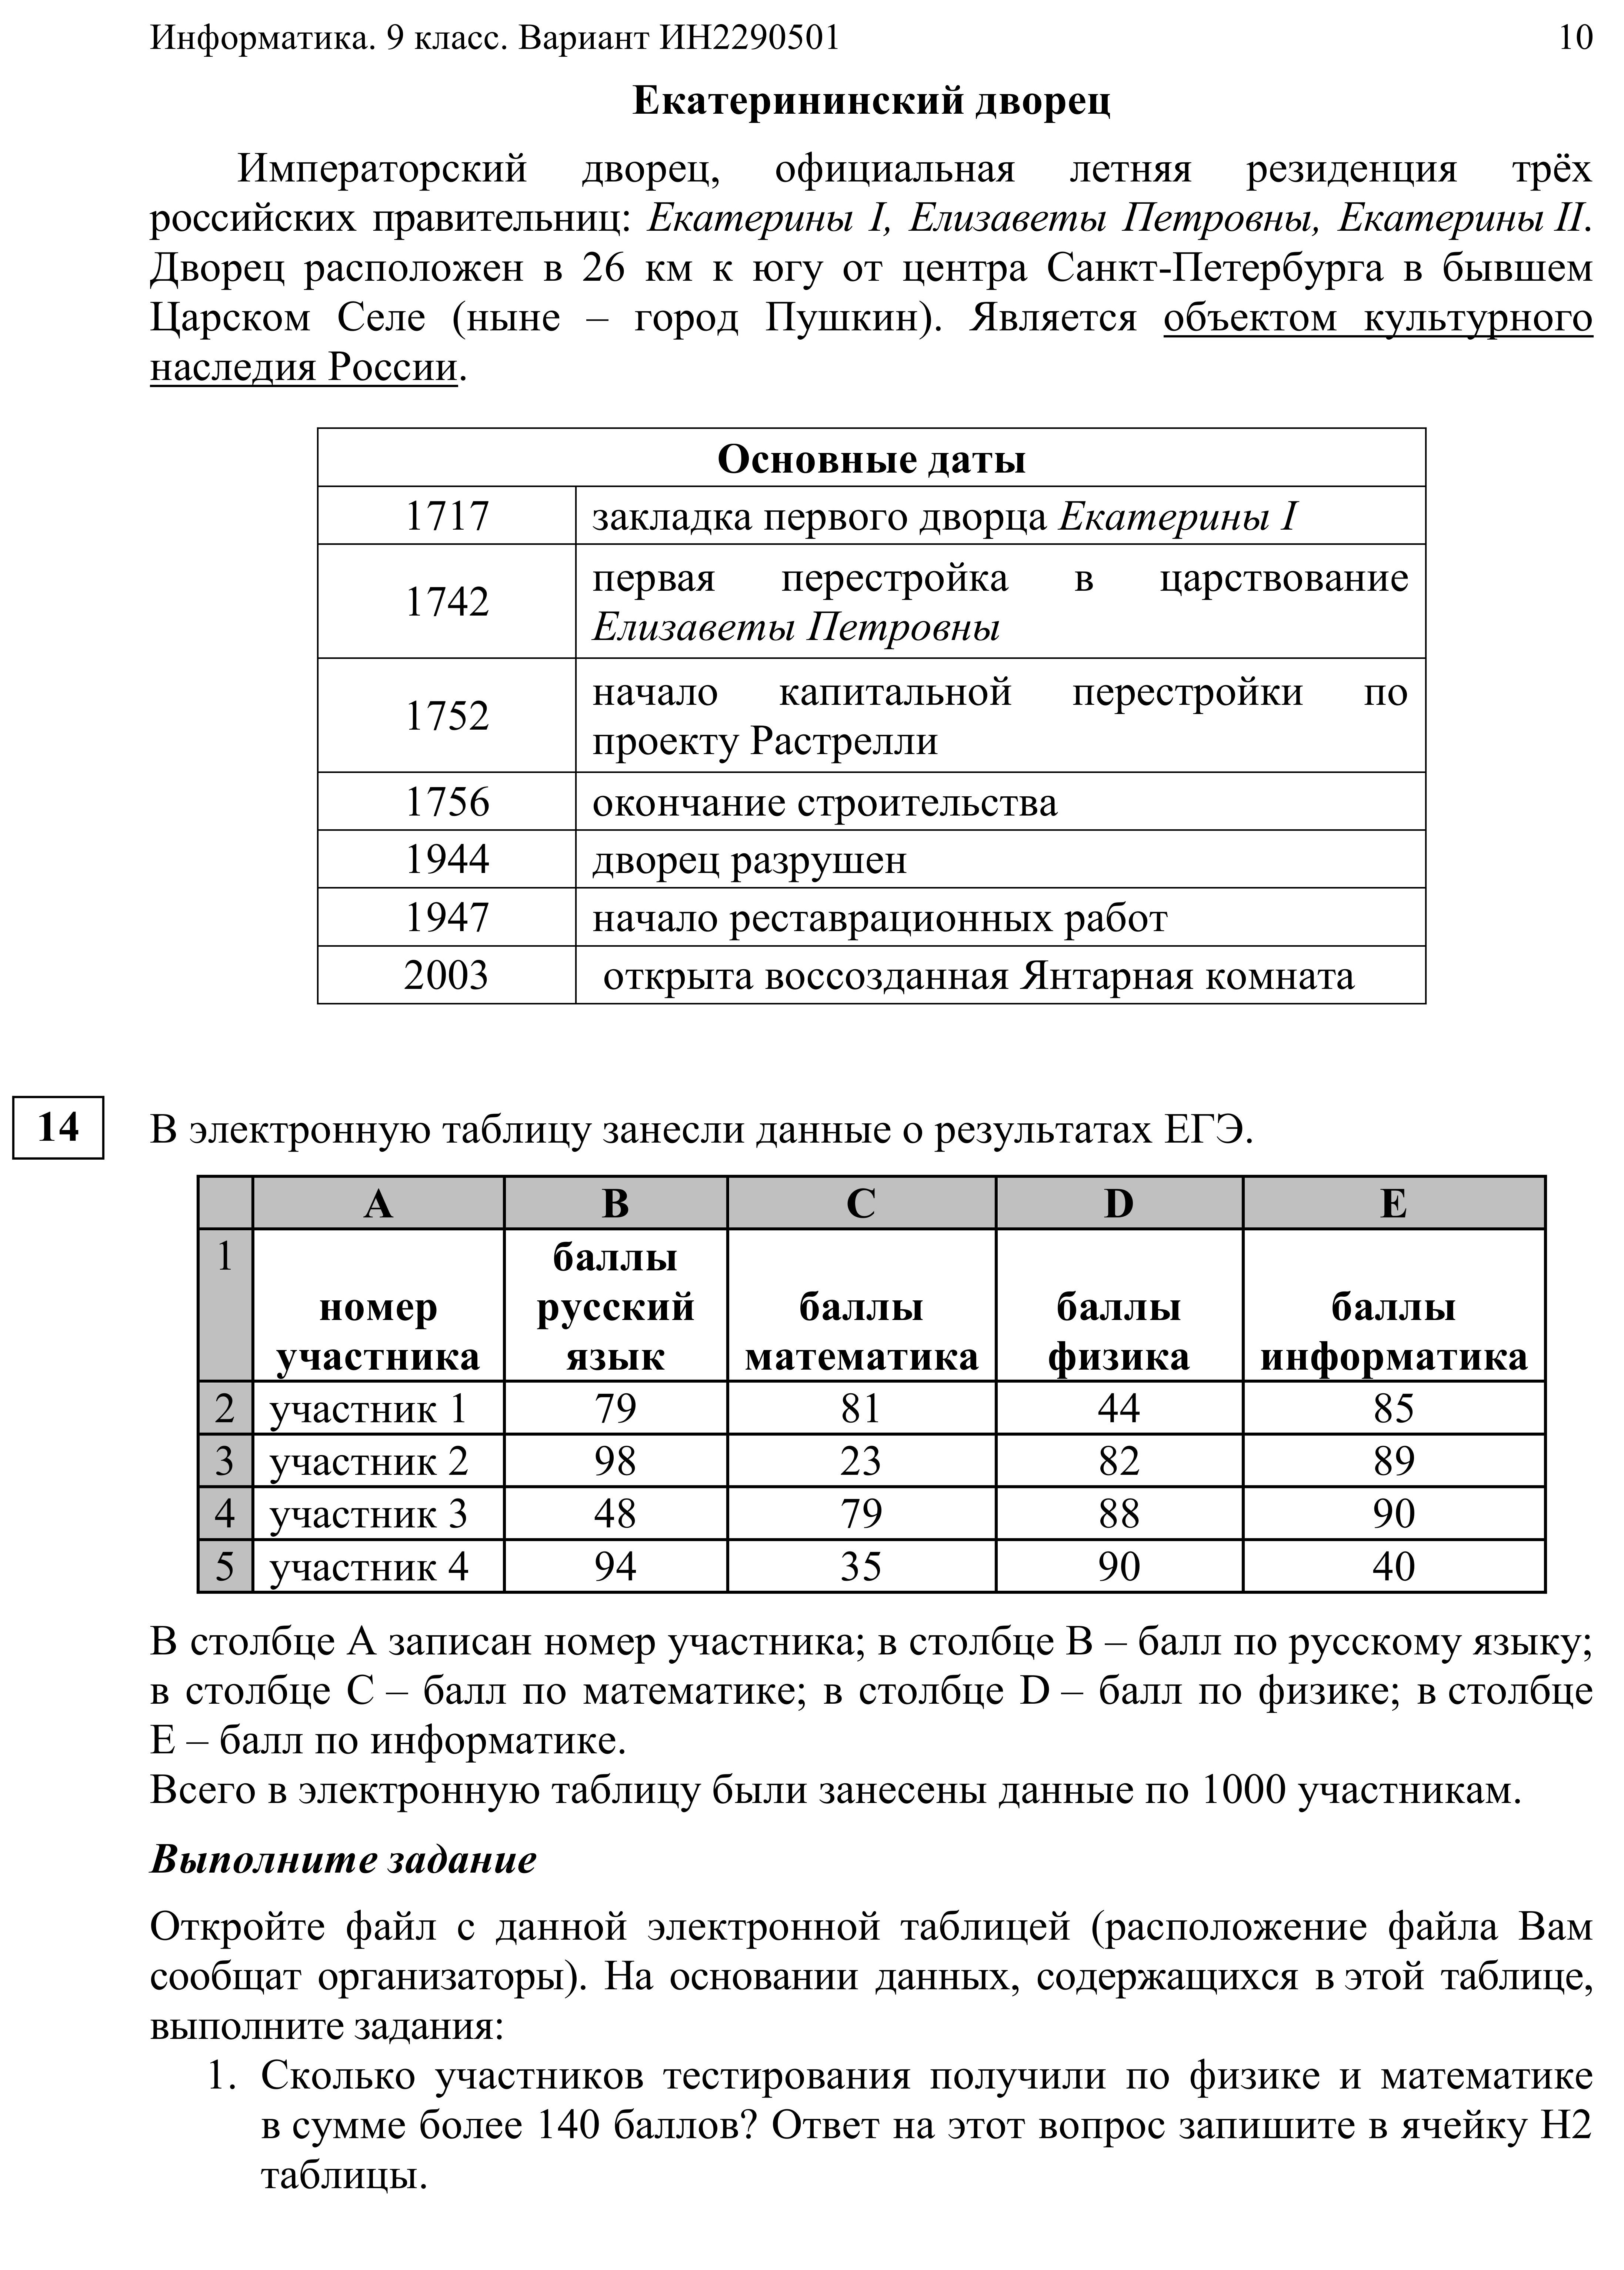 Информатика. 9 класс. Вариант ИН2290501 10
Екатерининский дворец
Императорский дворец, официальная летняя резиденция трёх
российских правительниц: Екатерины I, Елизаветы Петровны, Екатерины II.
Дворец расположен в 26 км к югу от центра Санкт-Петербурга в бывшем
Царском Селе (ныне – город Пушкин). Является объектом культурного
наследия России.
Основные даты
1717 закладка первого дворца Екатерины I
1742 первая перестройка в царствование
Елизаветы Петровны
1752 начало капитальной перестройки по
проекту Растрелли
1756 окончание строительства
1944 дворец разрушен
1947 начало реставрационных работ
2003 открыта воссозданная Янтарная комната
14 В электронную таблицу занесли данные о результатах ЕГЭ.
A B C D E
1 номер участника баллы русский язык баллы математика баллы физика баллы информатика
2 участник 1 79 81 44 85
3 участник 2 98 23 82 89
4 участник 3 48 79 88 90
5 участник 4 94 35 90 40
В столбце A записан номер участника; в столбце B – балл по русскому языку;
в столбце C – балл по математике; в столбце D – балл по физике; в столбце
E – балл по информатике.
Всего в электронную таблицу были занесены данные по 1000 участникам.
Выполните задание
Откройте файл с данной электронной таблицей (расположение файла Вам
сообщат организаторы). На основании данных, содержащихся в этой таблице,
выполните задания:
1. Сколько участников тестирования получили по физике и математике
в сумме более 140 баллов? Ответ на этот вопрос запишите в ячейку H2
таблицы.